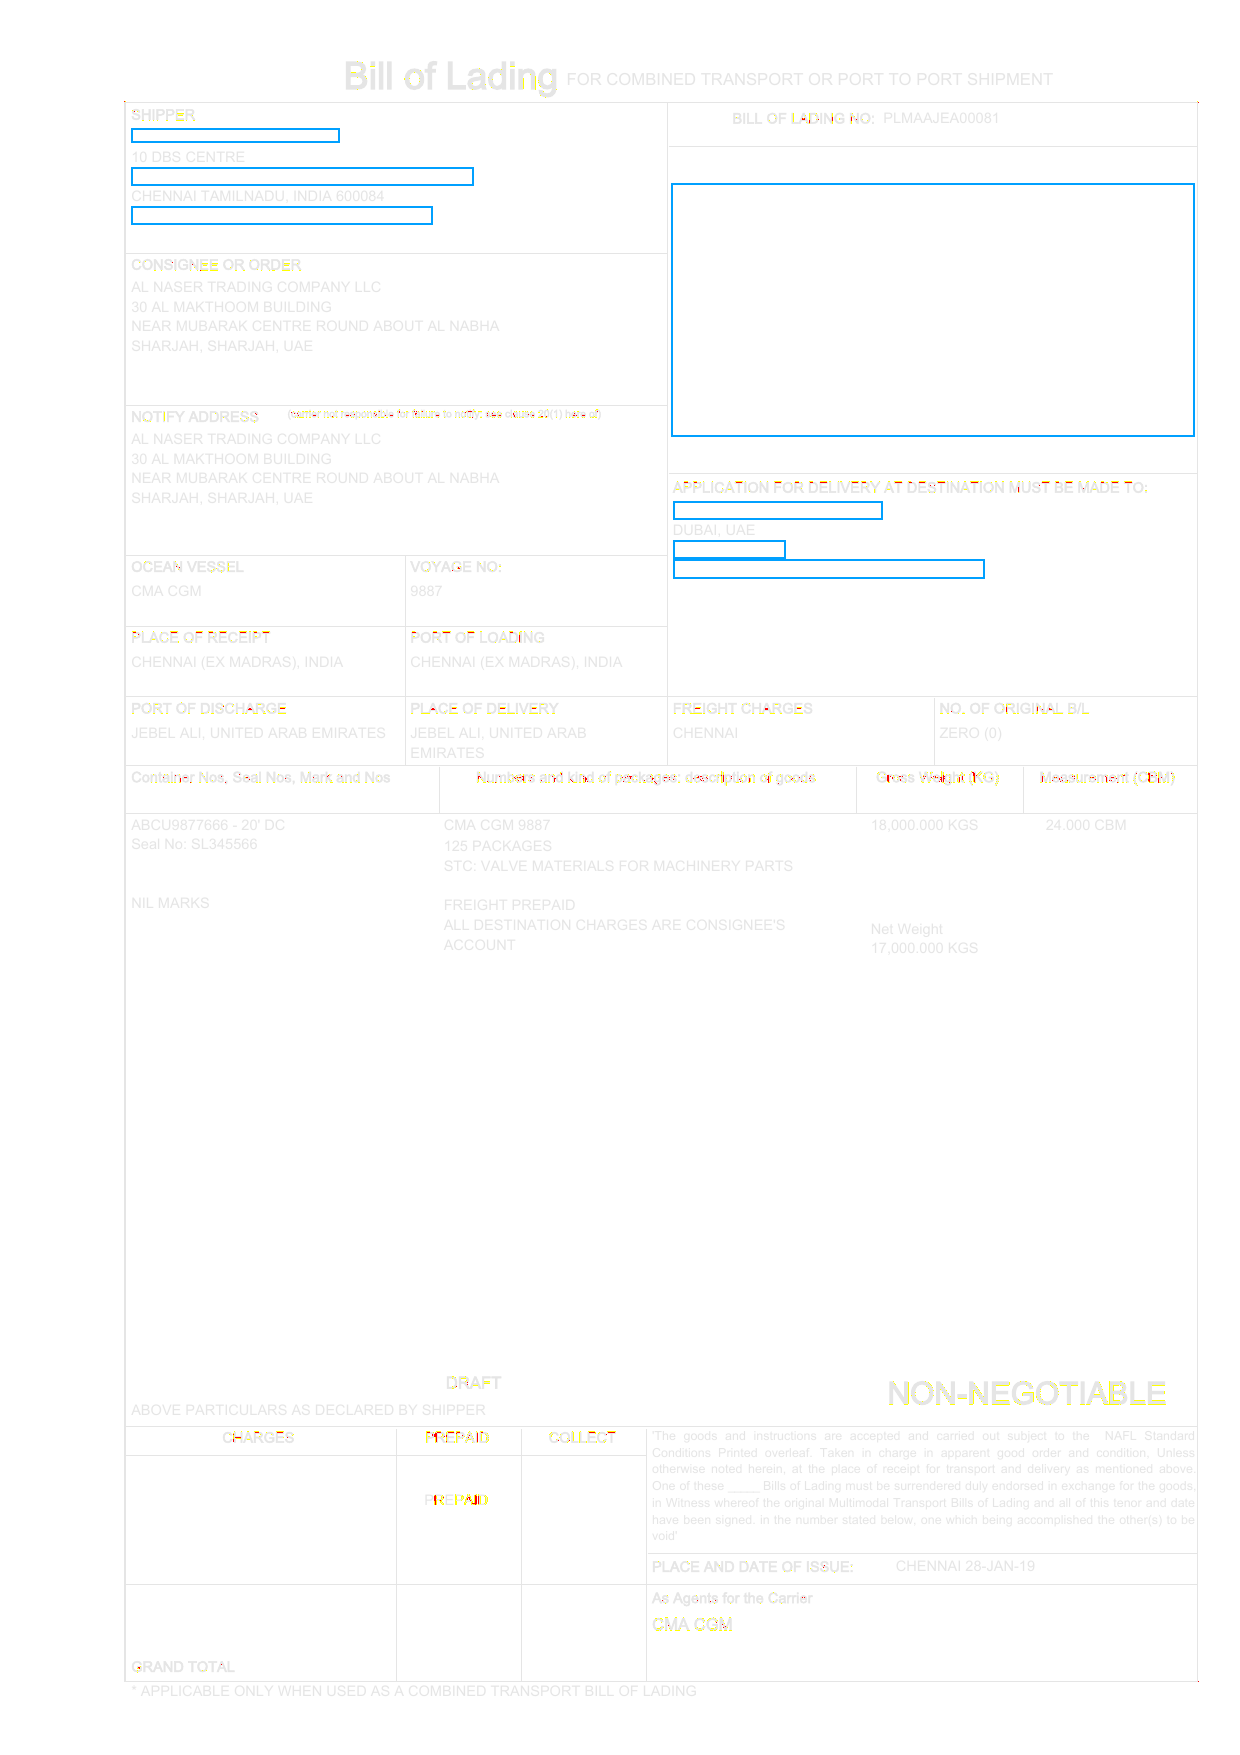 Bill of Lading FOR COMBINED TRANSPORT OR PORT TO PORT SHIPMENT
SHIPPER
10 DBS CENTRE
CHENNAI TAMILNADU, INDIA 600084
BILL OF LADING NO: PLMAAJEA00081
CONSIGNEE OR ORDER
AL NASER TRADING COMPANY LLC
30 AL MAKTHOOM BUILDING
NEAR MUBARAK CENTRE ROUND ABOUT AL NABHA
SHARJAH, SHARJAH, UAE
NOTIFY ADDRESS (carrier not responsible for failure to notify; see clause 20(1) here of)
AL NASER TRADING COMPANY LLC
30 AL MAKTHOOM BUILDING
NEAR MUBARAK CENTRE ROUND ABOUT AL NABHA
SHARJAH, SHARJAH, UAE
APPLICATION FOR DELIVERY AT DESTINATION MUST BE MADE TO:
DUBAI, UAE
OCEAN VESSEL
CMA CGM
VOYAGE NO:
9887
PLACE OF RECEIPT
CHENNAI (EX MADRAS), INDIA
PORT OF LOADING
CHENNAI (EX MADRAS), INDIA
PORT OF DISCHARGE
JEBEL ALI, UNITED ARAB EMIRATES
PLACE OF DELIVERY
JEBEL ALI, UNITED ARAB
EMIRATES
FREIGHT CHARGES
CHENNAI
NO. OF ORIGINAL B/L
ZERO (0)
Container Nos, Seal Nos, Mark and Nos
Numbers and kind of packages; description of goods
Gross Weight (KG)
Measurement (CBM)
ABCU9877666 - 20' DC
Seal No: SL345566
NIL MARKS
CMA CGM 9887
125 PACKAGES
STC: VALVE MATERIALS FOR MACHINERY PARTS
FREIGHT PREPAID
ALL DESTINATION CHARGES ARE CONSIGNEE'S
ACCOUNT
18,000.000 KGS
Net Weight
17,000.000 KGS
24.000 CBM
DRAFT
NON-NEGOTIABLE
ABOVE PARTICULARS AS DECLARED BY SHIPPER
CHARGES
PREPAID
COLLECT
PREPAID
'The goods and instructions are accepted and carried out subject to the NAFL Standard
Conditions Printed overleaf. Taken in charge in apparent good order and condition, Unless
otherwise noted herein, at the place of receipt for transport and delivery as mentioned above.
One of these _____ Bills of Lading must be surrendered duly endorsed in exchange for the goods,
in Witness whereof the original Multimodal Transport Bills of Lading and all of this tenor and date
have been signed. in the number stated below, one which being accomplished the other(s) to be
void'
PLACE AND DATE OF ISSUE: CHENNAI 28-JAN-19
As Agents for the Carrier
CMA CGM
GRAND TOTAL
* APPLICABLE ONLY WHEN USED AS A COMBINED TRANSPORT BILL OF LADING